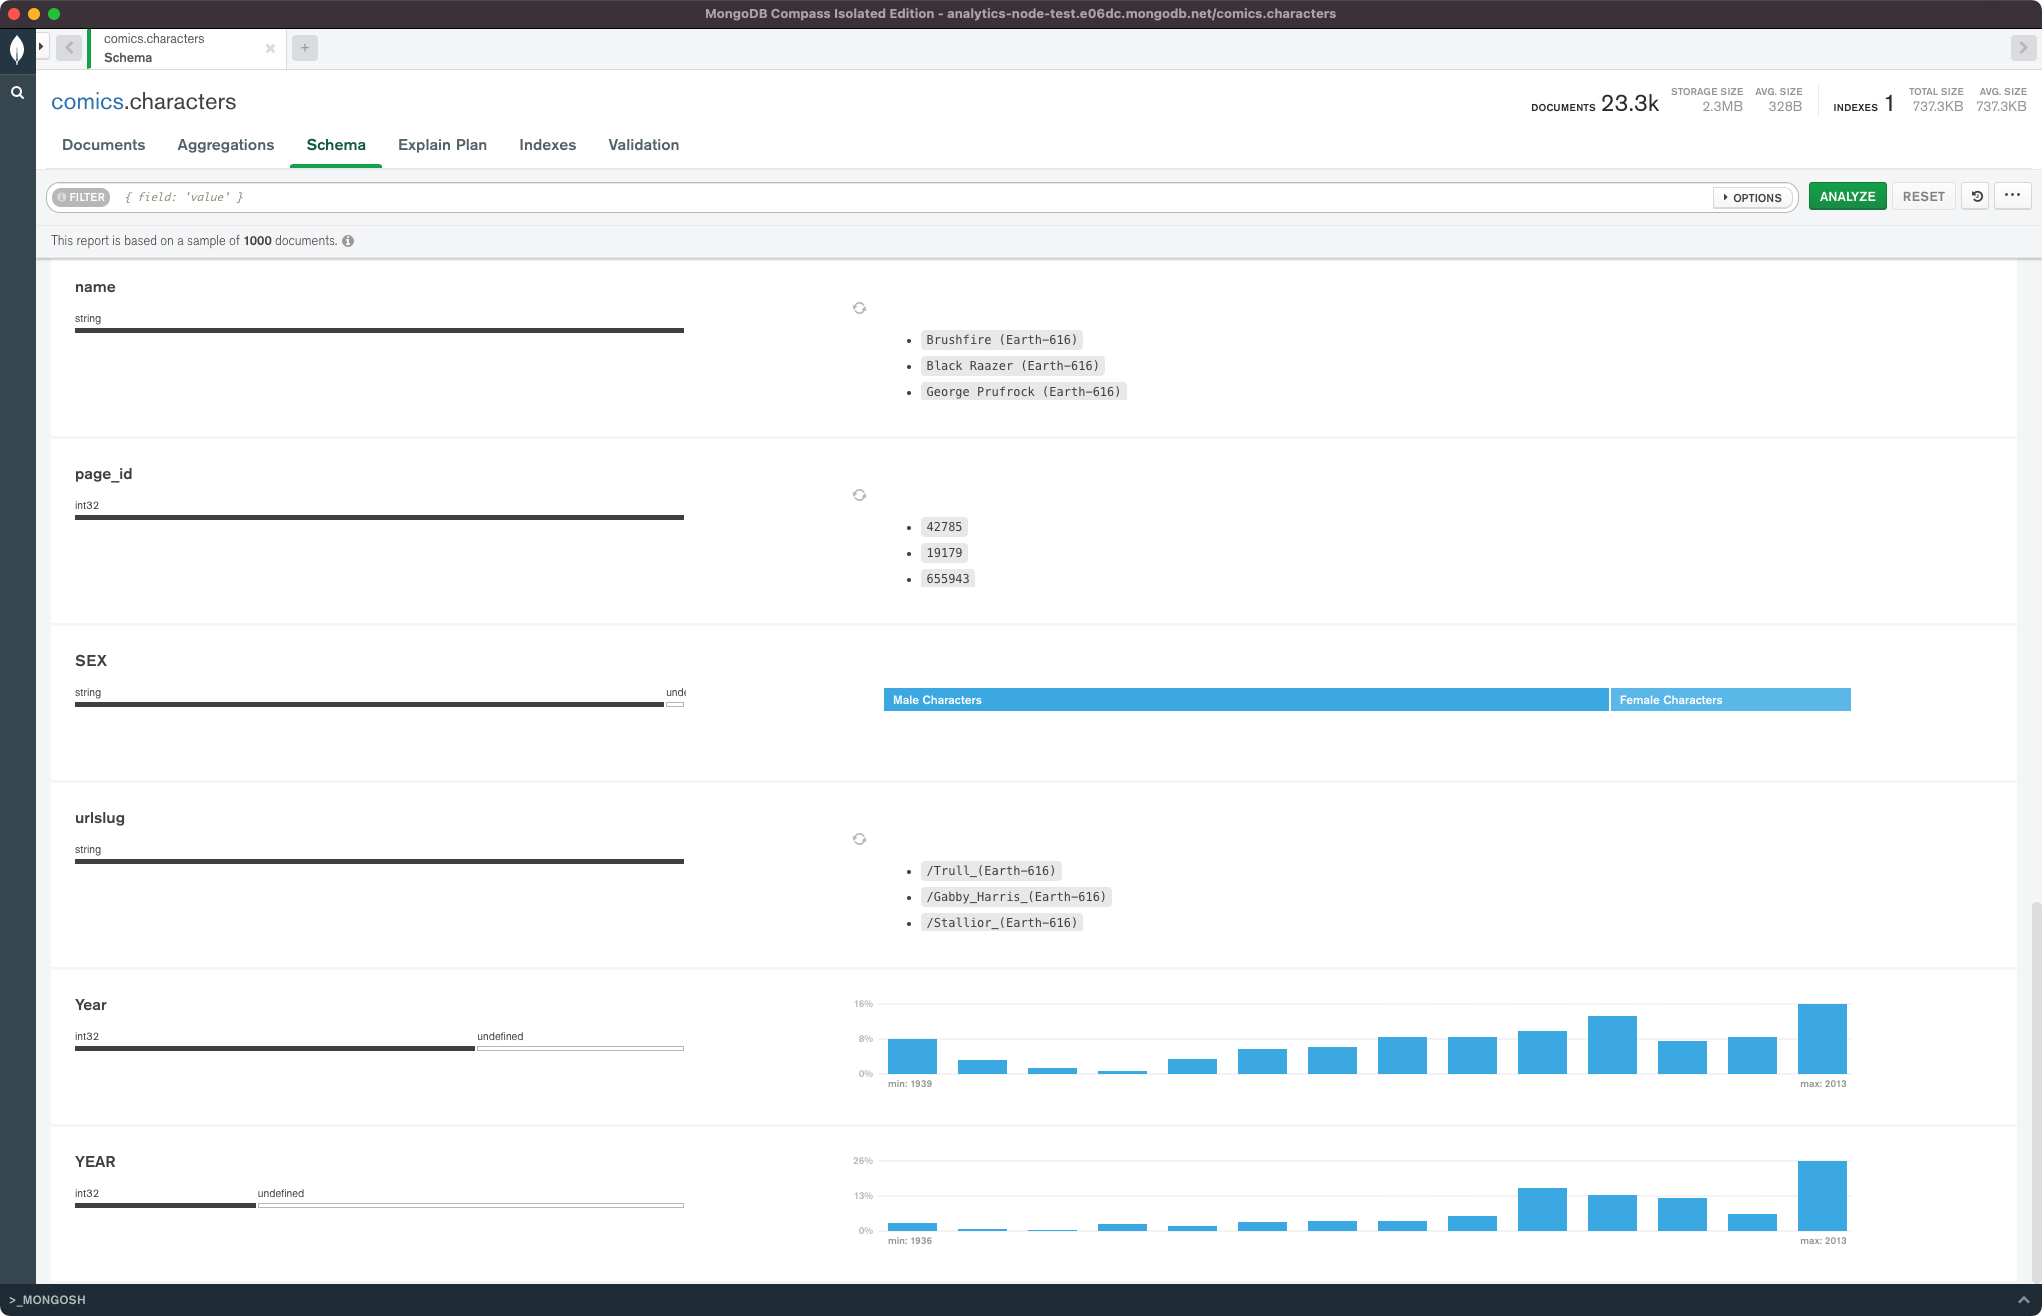 MongoDB Compass Isolated Edition - analytics-node-test.e06dc.mongodb.net/comics.characters
comics.characters
Schema
comics.characters
DOCUMENTS 23.3k STORAGE SIZE 2.3MB AVG. SIZE 328B INDEXES 1 TOTAL SIZE 737.3KB AVG. SIZE 737.3KB
Documents Aggregations Schema Explain Plan Indexes Validation
FILTER { field: 'value' } OPTIONS ANALYZE RESET ...
This report is based on a sample of 1000 documents.
name
string
Brushfire (Earth-616)
Black Raazer (Earth-616)
George Prufrock (Earth-616)
page_id
int32
42785
19179
655943
SEX
string unde
Male Characters Female Characters
urlslug
string
/Trull_(Earth-616)
/Gabby_Harris_(Earth-616)
/Stallior_(Earth-616)
Year
int32 undefined
16%
8%
0%
min: 1939 max: 2013
YEAR
int32 undefined
26%
13%
0%
min: 1936 max: 2013
>_MONGOSH